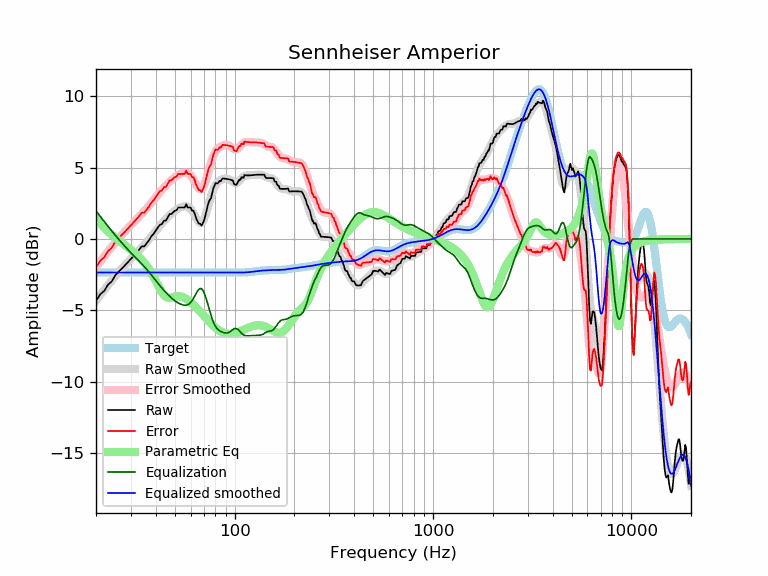 Sennheiser Amperior
Amplitude (dBr)
10
5
0
−5
−10
−15
Target
Raw Smoothed
Error Smoothed
Raw
Error
Parametric Eq
Equalization
Equalized smoothed
100
1000
10000
Frequency (Hz)